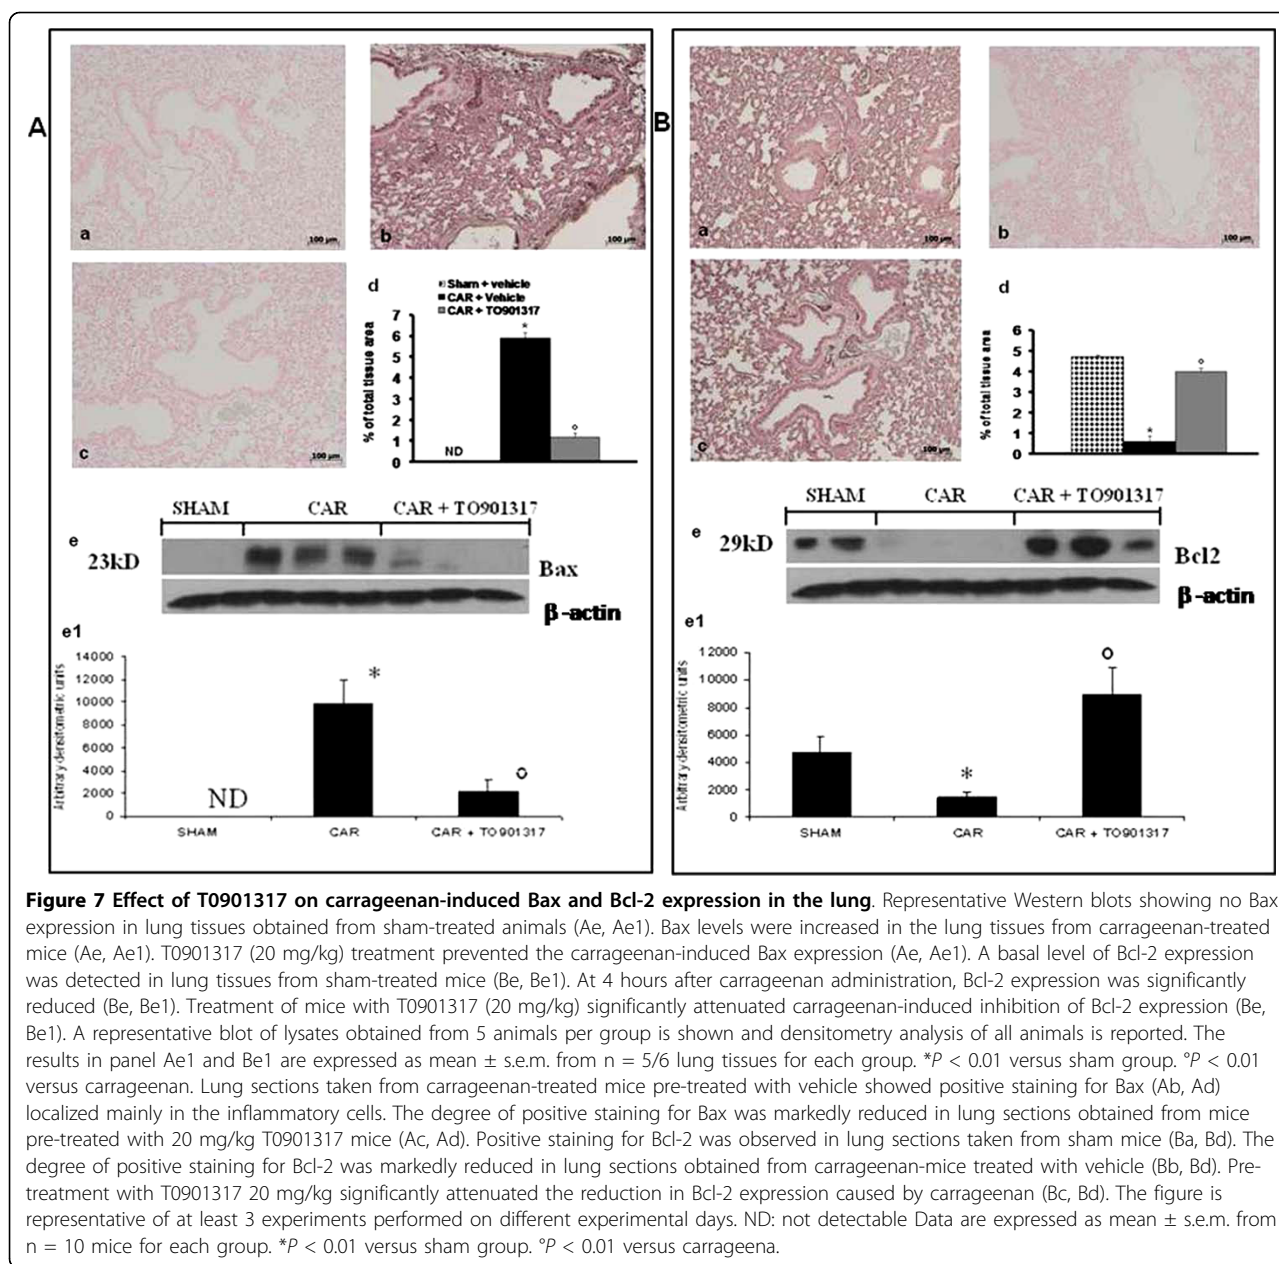 A
a
100 µm
b
100 µm
c
100 µm
d
Sham + vehicle
CAR + Vehicle
CAR + TO901317
% of total tissue area
7
6
5
4
3
2
1
0
ND
*
°
SHAM CAR CAR + TO901317
e
23kD
Bax
β-actin
e1
Arbitrary densitometric units
14000
12000
10000
8000
6000
4000
2000
0
ND
*
o
SHAM CAR CAR + TO901317
B
a
100 µm
b
100 µm
c
100 µm
d
% of total tissue area
6
5
4
3
2
1
0
*
°
SHAM CAR CAR + TO901317
e
29kD
Bcl2
β-actin
e1
Arbitrary densitometric units
12000
10000
8000
6000
4000
2000
0
*
o
SHAM CAR CAR + TO901317
Figure 7 Effect of T0901317 on carrageenan-induced Bax and Bcl-2 expression in the lung. Representative Western blots showing no Bax
expression in lung tissues obtained from sham-treated animals (Ae, Ae1). Bax levels were increased in the lung tissues from carrageenan-treated
mice (Ae, Ae1). T0901317 (20 mg/kg) treatment prevented the carrageenan-induced Bax expression (Ae, Ae1). A basal level of Bcl-2 expression
was detected in lung tissues from sham-treated mice (Be, Be1). At 4 hours after carrageenan administration, Bcl-2 expression was significantly
reduced (Be, Be1). Treatment of mice with T0901317 (20 mg/kg) significantly attenuated carrageenan-induced inhibition of Bcl-2 expression (Be,
Be1). A representative blot of lysates obtained from 5 animals per group is shown and densitometry analysis of all animals is reported. The
results in panel Ae1 and Be1 are expressed as mean ± s.e.m. from n = 5/6 lung tissues for each group. *P < 0.01 versus sham group. °P < 0.01
versus carrageenan. Lung sections taken from carrageenan-treated mice pre-treated with vehicle showed positive staining for Bax (Ab, Ad)
localized mainly in the inflammatory cells. The degree of positive staining for Bax was markedly reduced in lung sections obtained from mice
pre-treated with 20 mg/kg T0901317 mice (Ac, Ad). Positive staining for Bcl-2 was observed in lung sections taken from sham mice (Ba, Bd). The
degree of positive staining for Bcl-2 was markedly reduced in lung sections obtained from carrageenan-mice treated with vehicle (Bb, Bd). Pre-
treatment with T0901317 20 mg/kg significantly attenuated the reduction in Bcl-2 expression caused by carrageenan (Bc, Bd). The figure is
representative of at least 3 experiments performed on different experimental days. ND: not detectable Data are expressed as mean ± s.e.m. from
n = 10 mice for each group. *P < 0.01 versus sham group. °P < 0.01 versus carrageena.